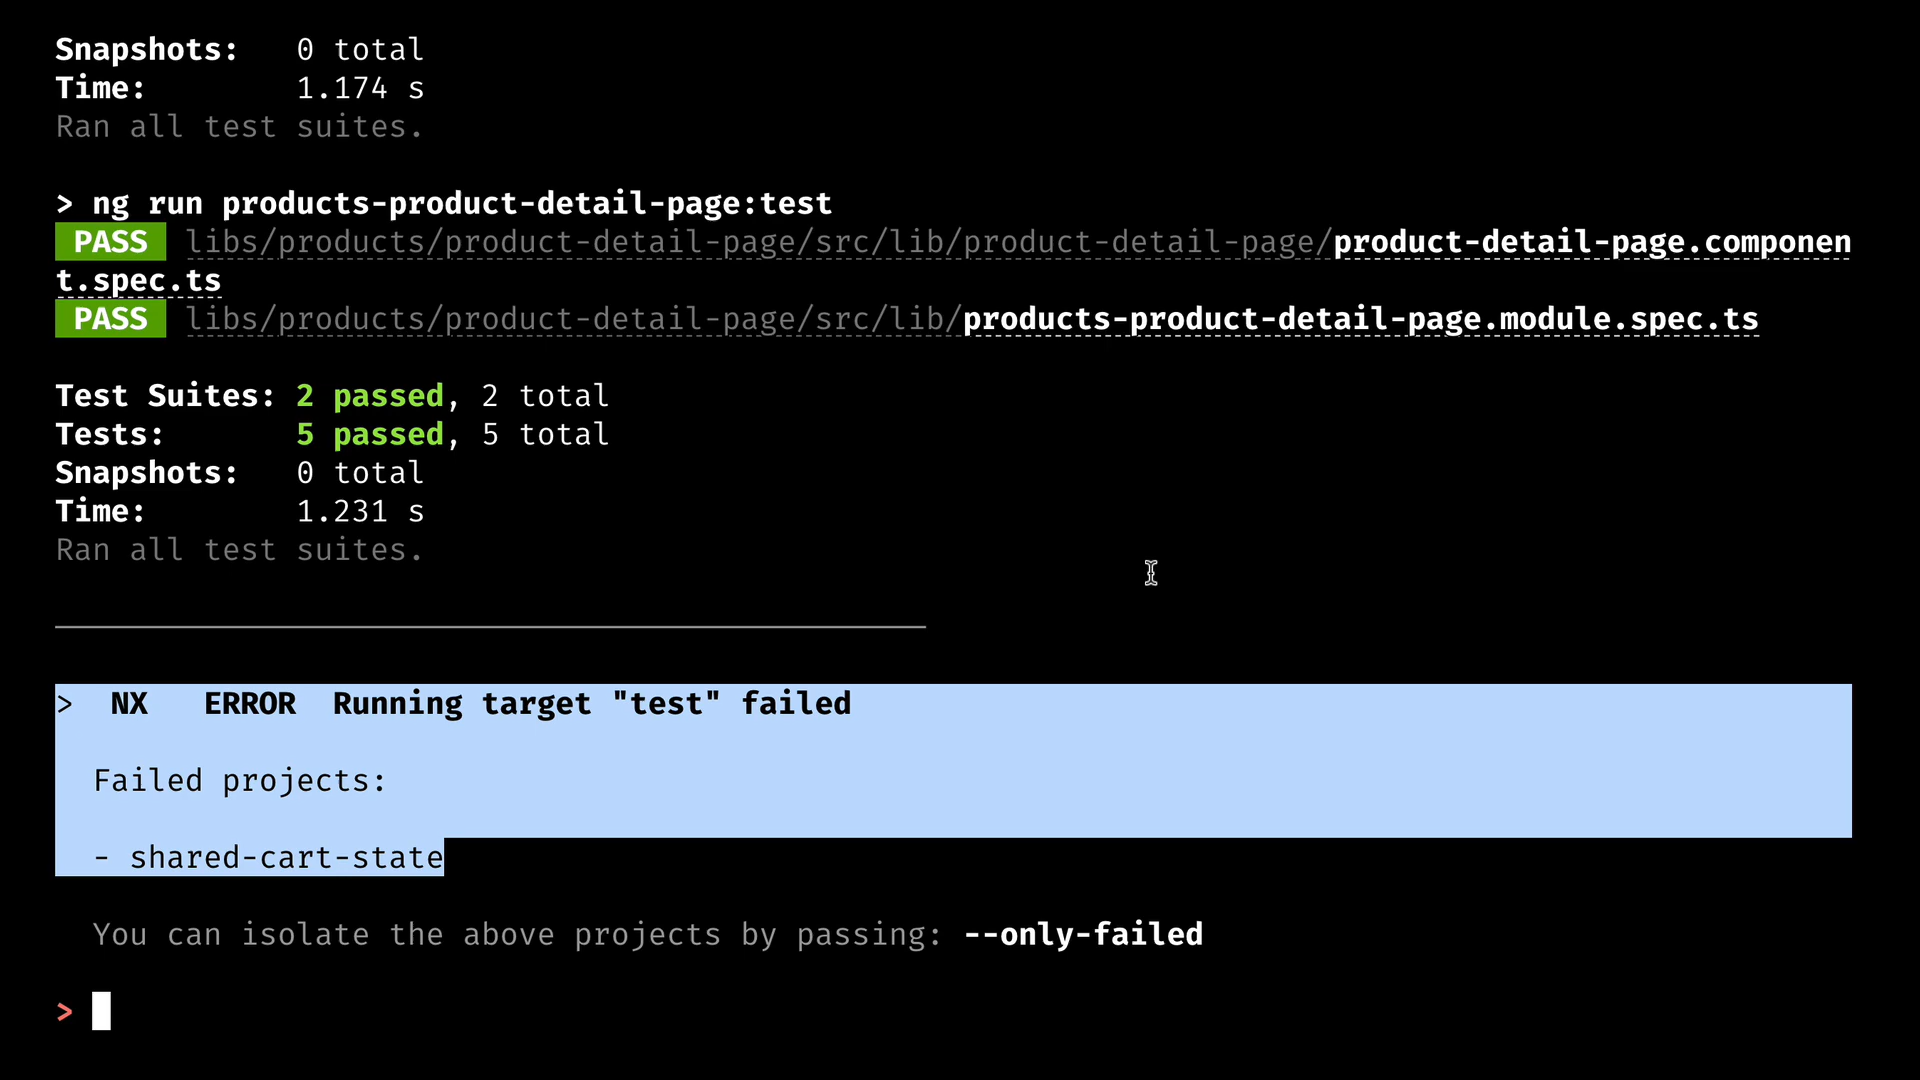 Snapshots:   0 total
Time:        1.174 s
Ran all test suites.
> ng run products-product-detail-page:test
PASS libs/products/product-detail-page/src/lib/product-detail-page/product-detail-page.componen
t.spec.ts
PASS libs/products/product-detail-page/src/lib/products-product-detail-page.module.spec.ts
Test Suites: 2 passed, 2 total
Tests:       5 passed, 5 total
Snapshots:   0 total
Time:        1.231 s
Ran all test suites.
>  NX   ERROR  Running target "test" failed
Failed projects:
- shared-cart-state
You can isolate the above projects by passing: --only-failed
>